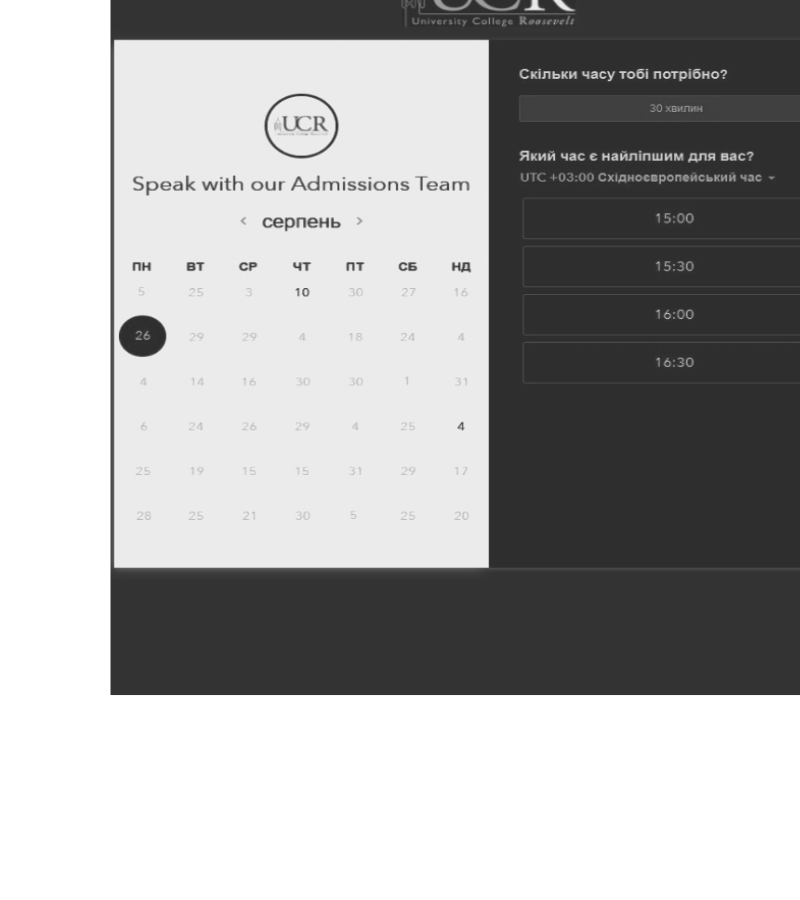 UCR
University College Roosevelt
UCR
Speak with our Admissions Team
‹ серпень ›
ПН ВТ СР ЧТ ПТ СБ НД
5 25 3 10 30 27 16
26 29 29 4 18 24 4
4 14 16 30 30 1 31
6 24 26 29 4 25 4
25 19 15 15 31 29 17
28 25 21 30 5 25 20
Скільки часу тобі потрібно?
30 хвилин
Який час є найліпшим для вас?
UTC +03:00 Східноєвропейський час
15:00
15:30
16:00
16:30